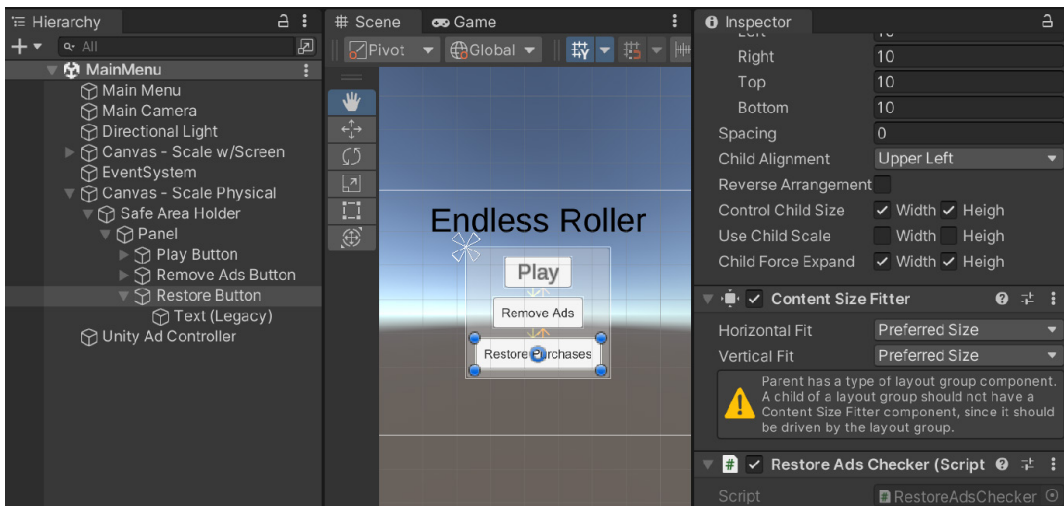 Hierarchy
All
MainMenu
Main Menu
Main Camera
Directional Light
Canvas - Scale w/Screen
EventSystem
Canvas - Scale Physical
Safe Area Holder
Panel
Play Button
Remove Ads Button
Restore Button
Text (Legacy)
Unity Ad Controller
Scene Game
Pivot Global
Endless Roller
Play
Remove Ads
Restore Purchases
Inspector
Left 10
Right 10
Top 10
Bottom 10
Spacing 0
Child Alignment Upper Left
Reverse Arrangement
Control Child Size Width Heigh
Use Child Scale Width Heigh
Child Force Expand Width Heigh
Content Size Fitter
Horizontal Fit Preferred Size
Vertical Fit Preferred Size
Parent has a type of layout group component.
A child of a layout group should not have a
Content Size Fitter component, since it should
be driven by the layout group.
# Restore Ads Checker (Script
Script # RestoreAdsChecker